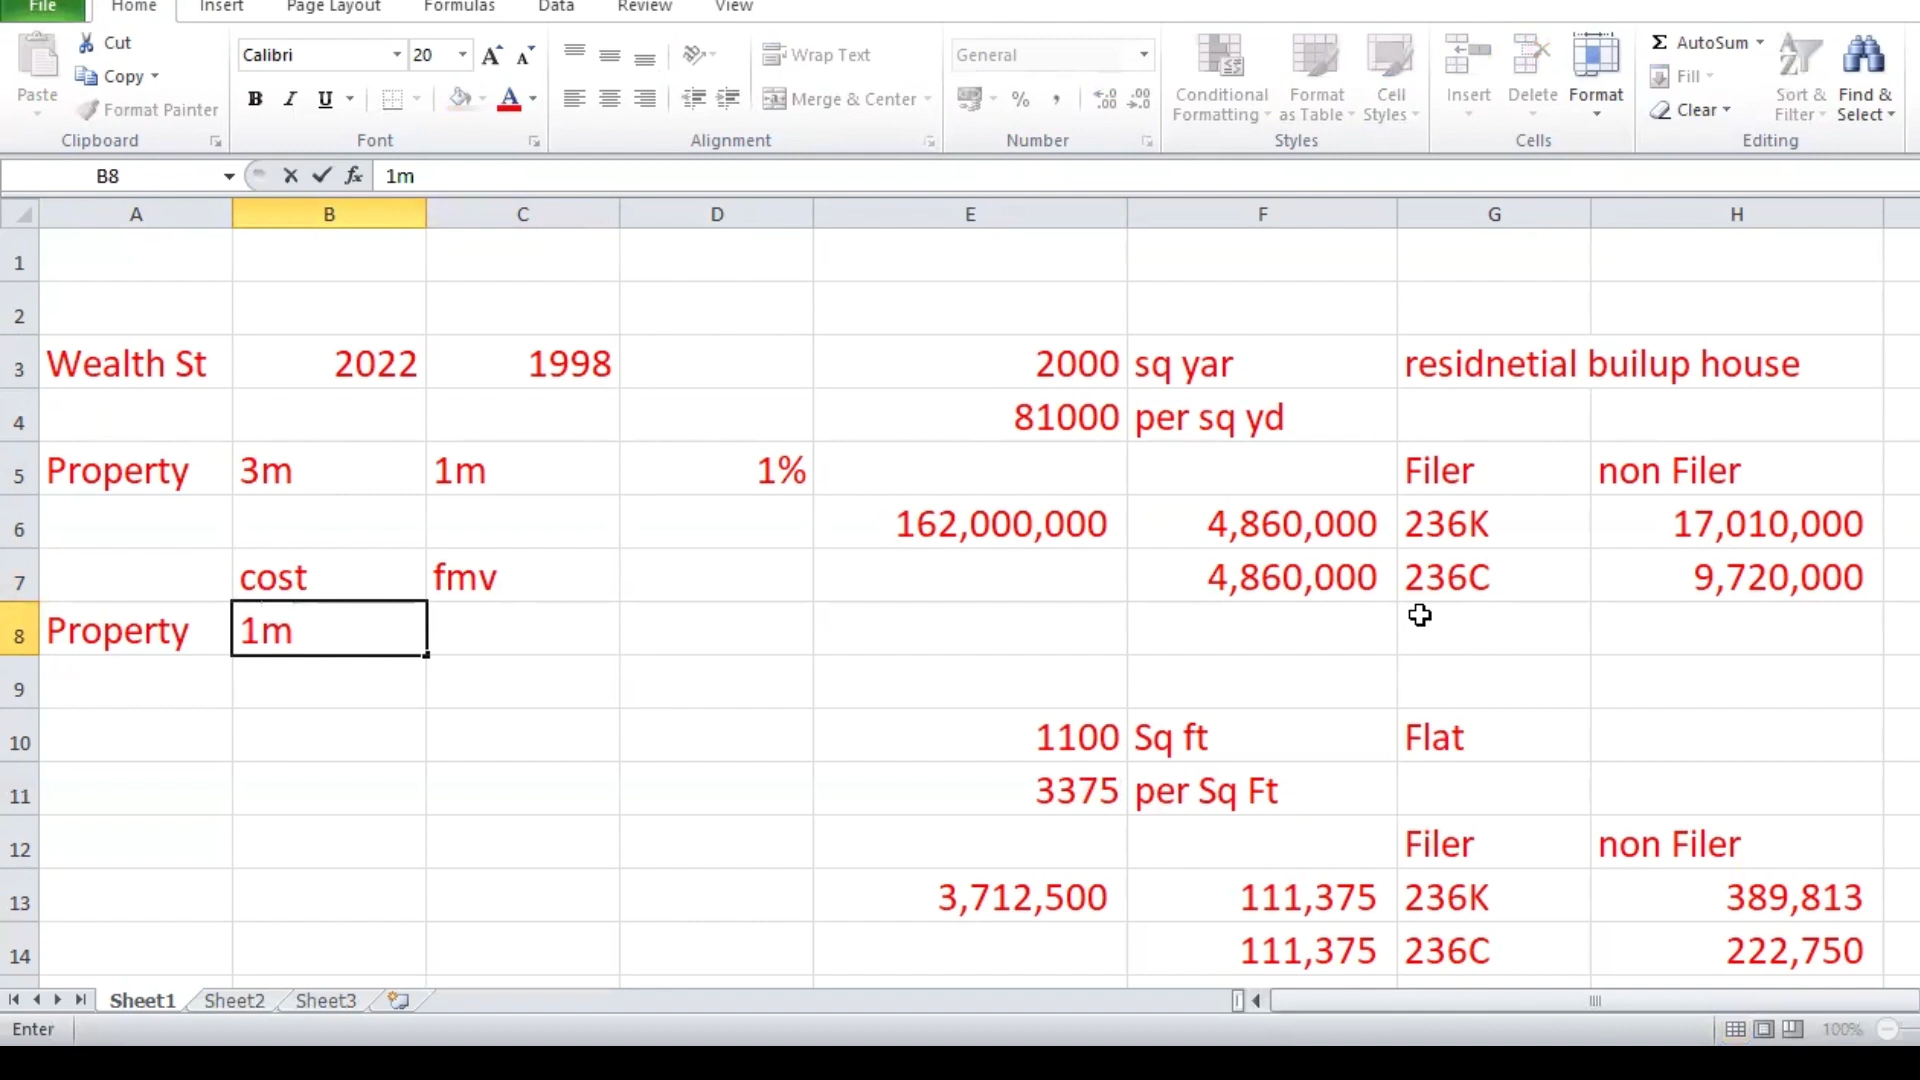 File Home Insert Page Layout Formulas Data Review View
Paste Cut Copy Format Painter Clipboard
Calibri 20 A A B I U A Font
Wrap Text Merge & Center Alignment
General % , .0 .00 .00 .0 Number
Conditional Formatting Format as Table Cell Styles Styles
Insert Delete Format Cells
Σ AutoSum Fill Clear Sort & Filter Find & Select Editing
B8 fx 1m
A B C D E F G H
1
2
3 Wealth St 2022 1998 2000 sq yar residnetial builup house
4 81000 per sq yd
5 Property 3m 1m 1% Filer non Filer
6 162,000,000 4,860,000 236K 17,010,000
7 cost fmv 4,860,000 236C 9,720,000
8 Property 1m
9
10 1100 Sq ft Flat
11 3375 per Sq Ft
12 Filer non Filer
13 3,712,500 111,375 236K 389,813
14 111,375 236C 222,750
Sheet1 Sheet2 Sheet3
Enter 100%